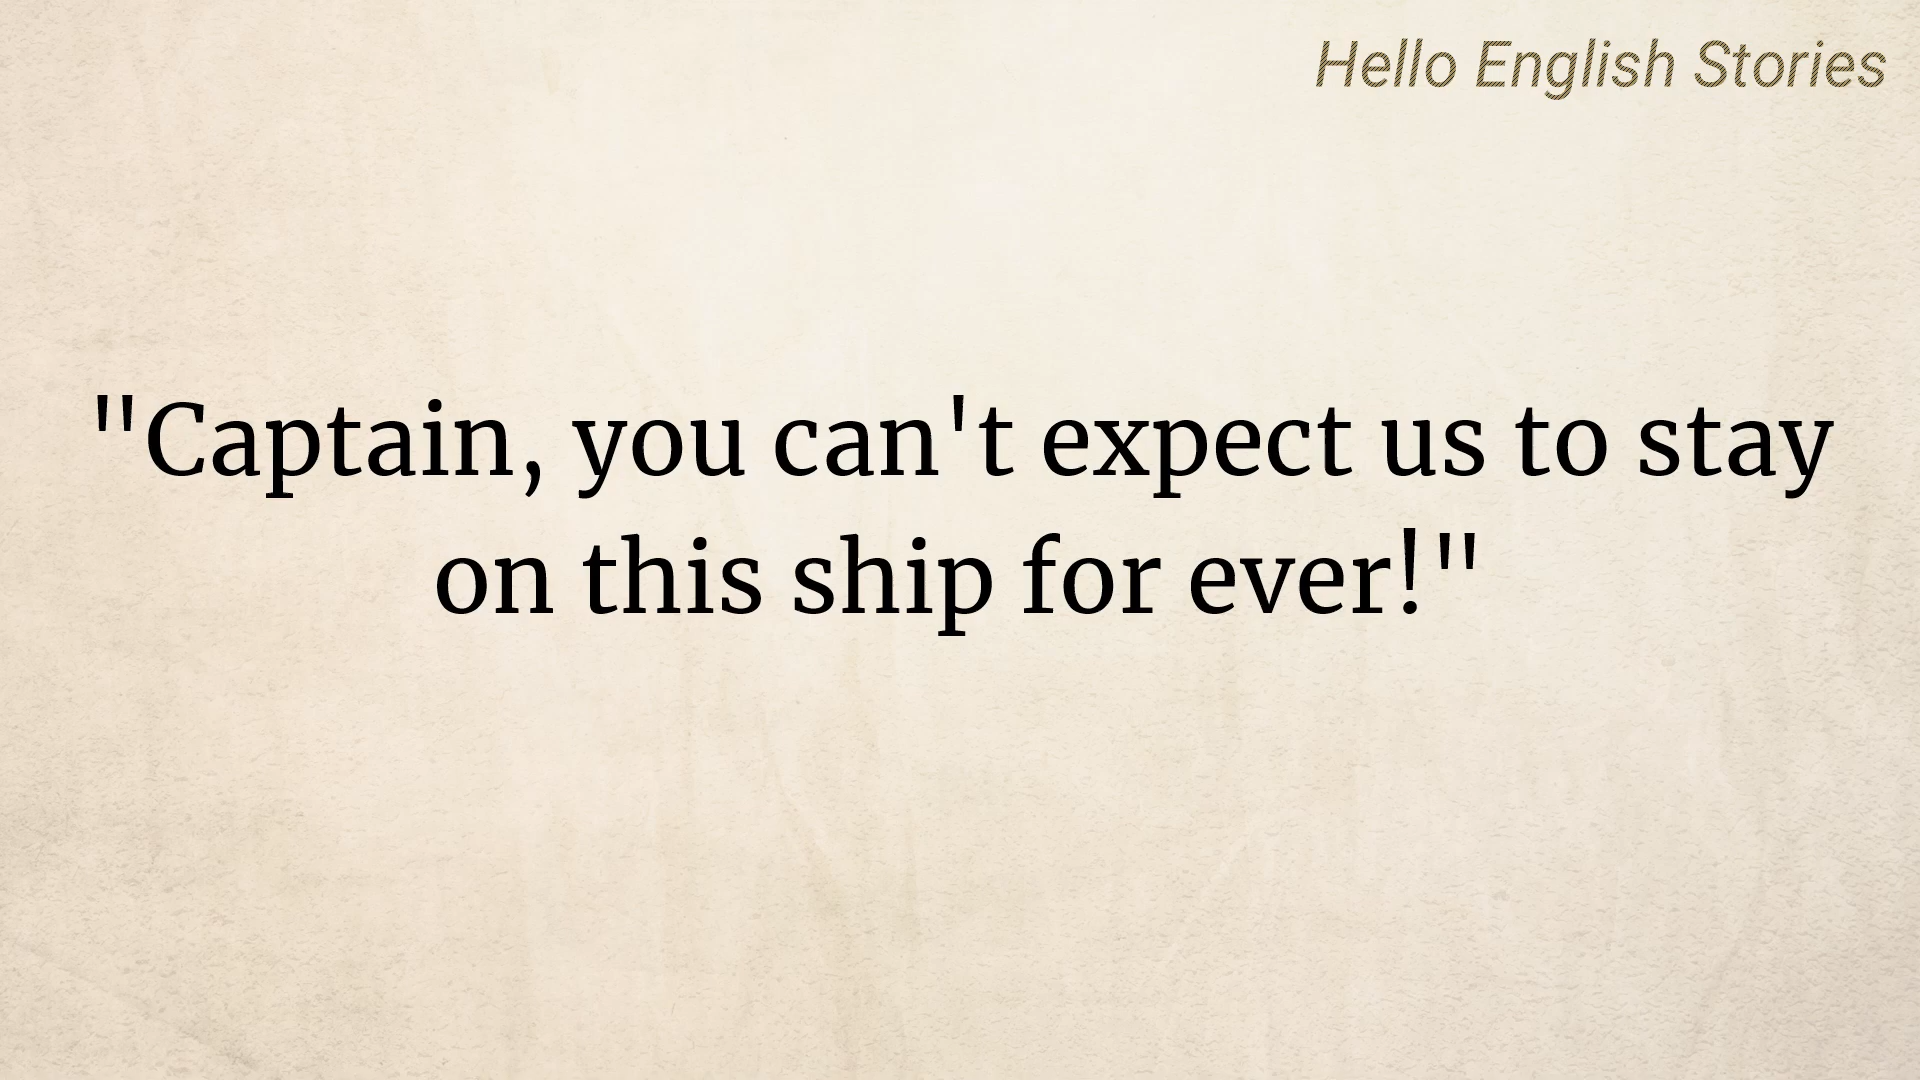 Hello English Stories
"Captain, you can't expect us to stay
on this ship for ever!"